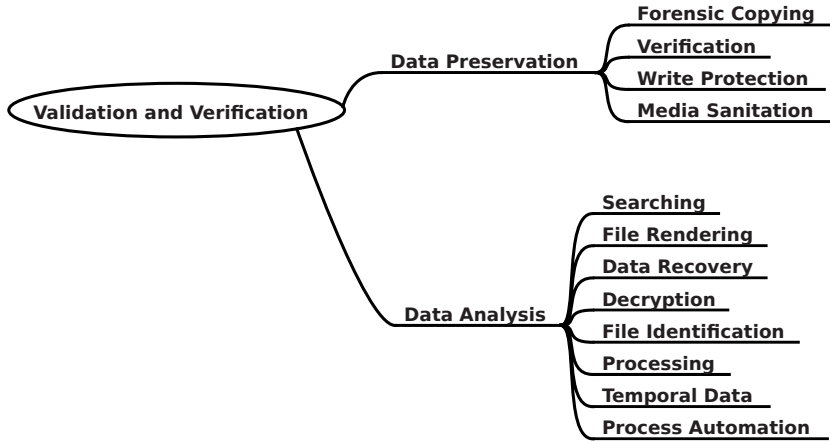 Validation and Verification
Data Preservation
Forensic Copying
Verification
Write Protection
Media Sanitation
Data Analysis
Searching
File Rendering
Data Recovery
Decryption
File Identification
Processing
Temporal Data
Process Automation